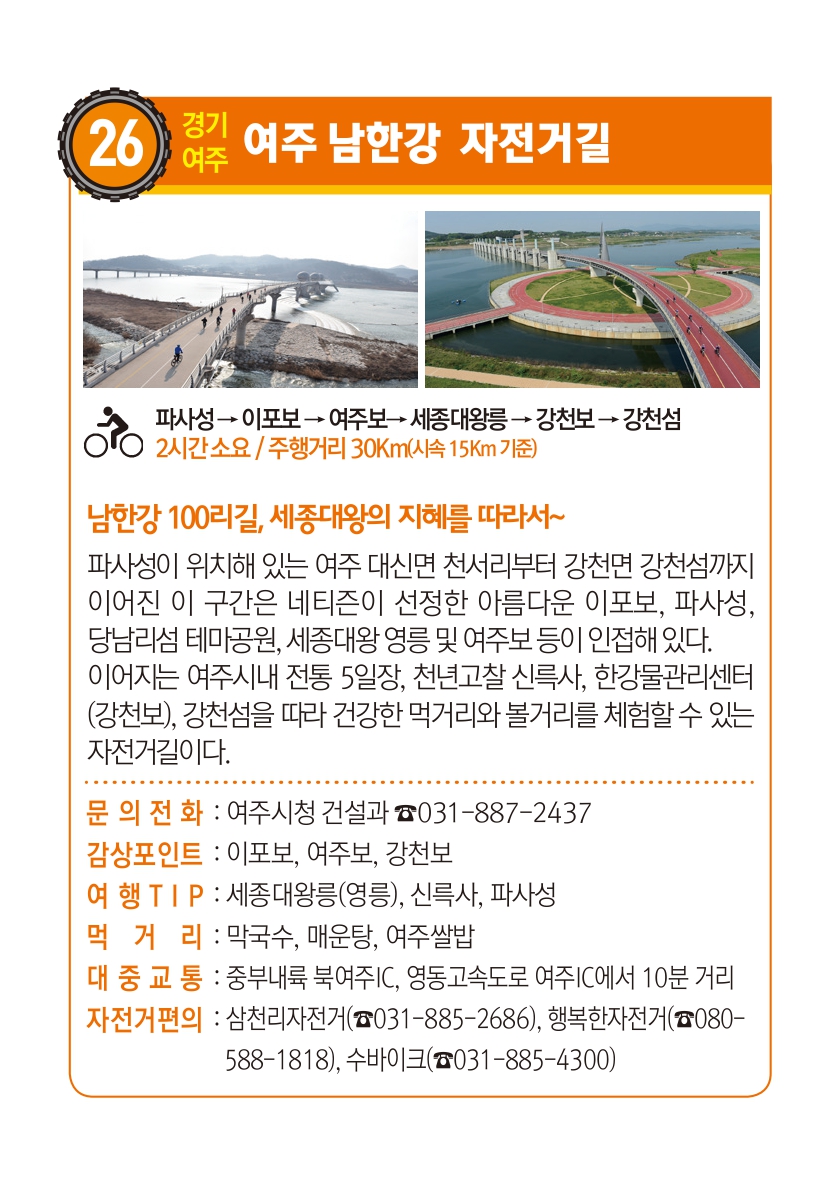 26
경기
여주
여주 남한강 자전거길
파사성 → 이포보 → 여주보 → 세종대왕릉 → 강천보 → 강천섬
2시간 소요 / 주행거리 30Km(시속 15Km 기준)
남한강 100리길, 세종대왕의 지혜를 따라서~
파사성이 위치해 있는 여주 대신면 천서리부터 강천면 강천섬까지
이어진 이 구간은 네티즌이 선정한 아름다운 이포보, 파사성,
당남리섬 테마공원, 세종대왕 영릉 및 여주보 등이 인접해 있다.
이어지는 여주시내 전통 5일장, 천년고찰 신륵사, 한강물관리센터
(강천보), 강천섬을 따라 건강한 먹거리와 볼거리를 체험할 수 있는
자전거길이다.
문 의 전 화 : 여주시청 건설과 ☎031-887-2437
감상포인트 : 이포보, 여주보, 강천보
여 행 T I P : 세종대왕릉(영릉), 신륵사, 파사성
먹 거 리 : 막국수, 매운탕, 여주쌀밥
대 중 교 통 : 중부내륙 북여주IC, 영동고속도로 여주IC에서 10분 거리
자전거편의 : 삼천리자전거(☎031-885-2686), 행복한자전거(☎080-
588-1818), 수바이크(☎031-885-4300)